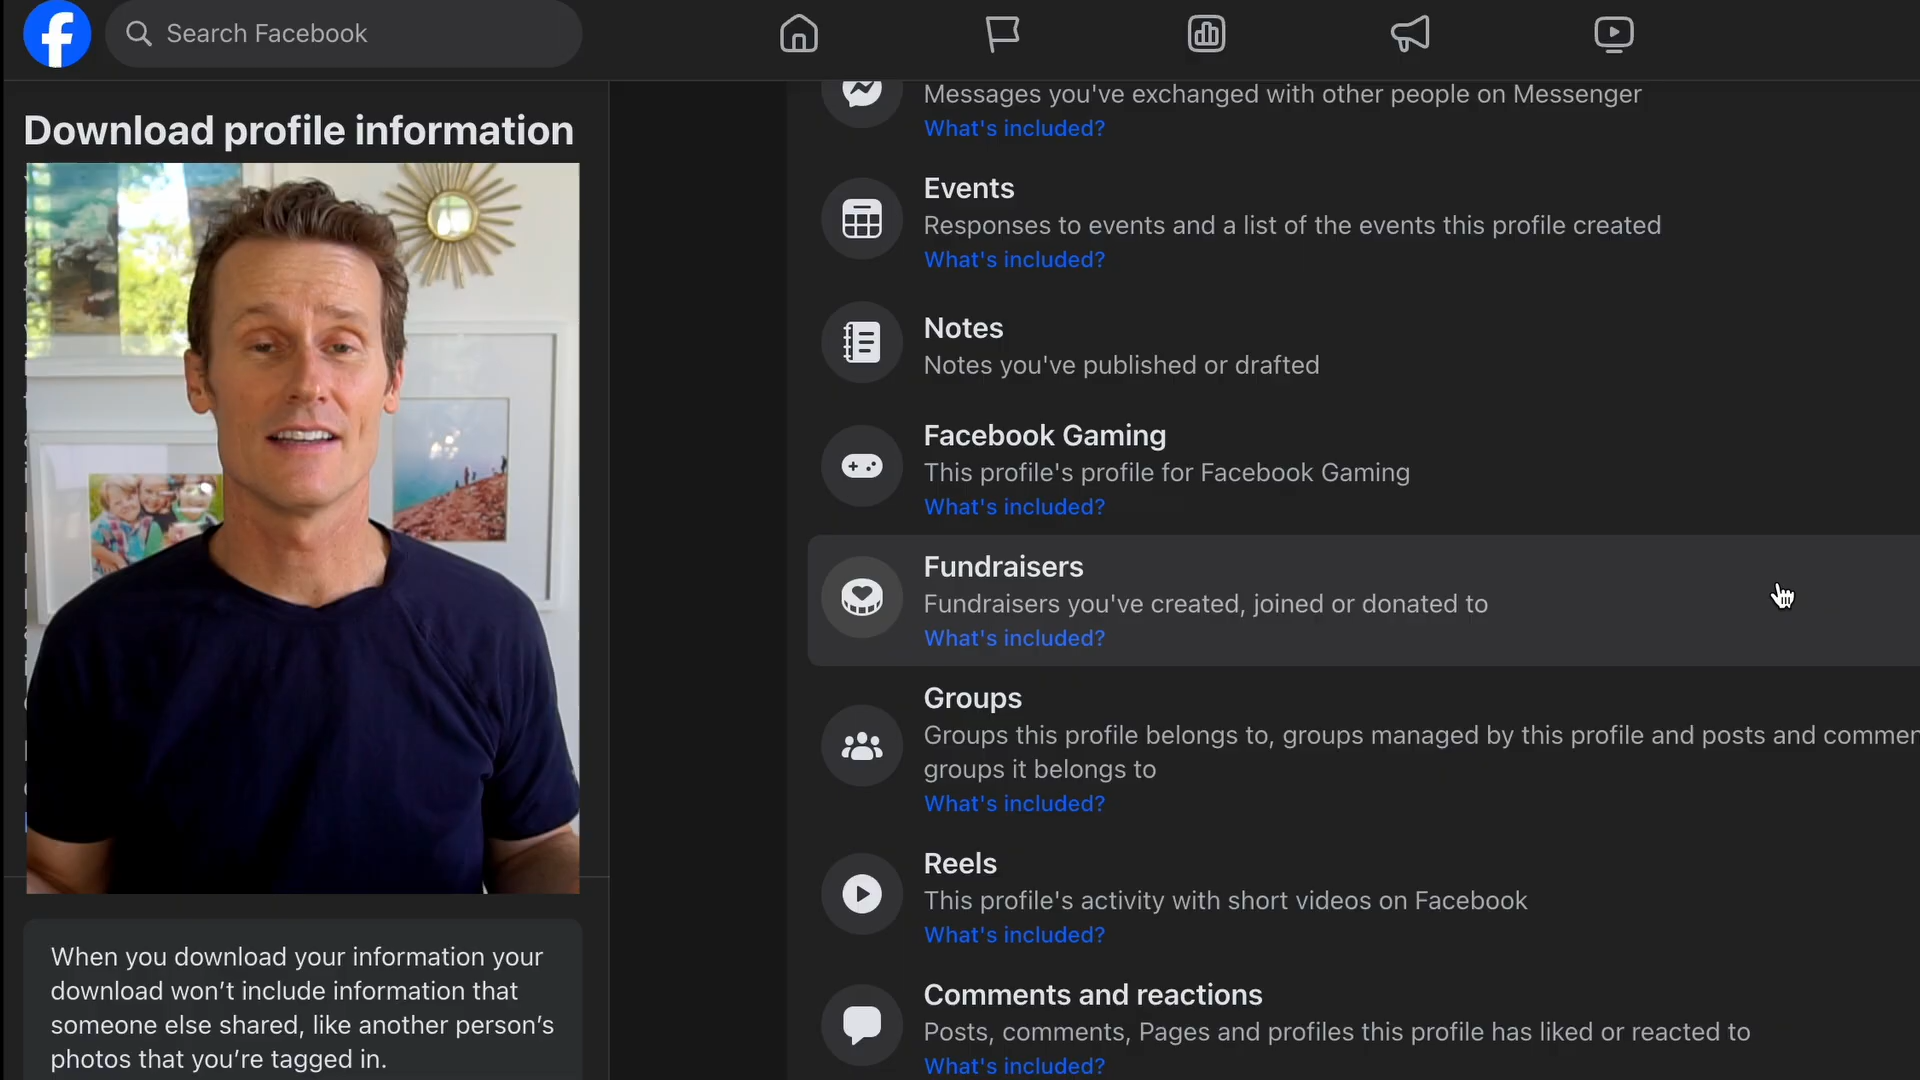 Search Facebook
Download profile information
When you download your information your
download won’t include information that
someone else shared, like another person’s
photos that you’re tagged in.
Messages you've exchanged with other people on Messenger
What's included?
Events
Responses to events and a list of the events this profile created
What's included?
Notes
Notes you've published or drafted
Facebook Gaming
This profile's profile for Facebook Gaming
What's included?
Fundraisers
Fundraisers you've created, joined or donated to
What's included?
Groups
Groups this profile belongs to, groups managed by this profile and posts and
groups it belongs to
What's included?
Reels
This profile's activity with short videos on Facebook
What's included?
Comments and reactions
Posts, comments, Pages and profiles this profile has liked or reacted to
What's included?